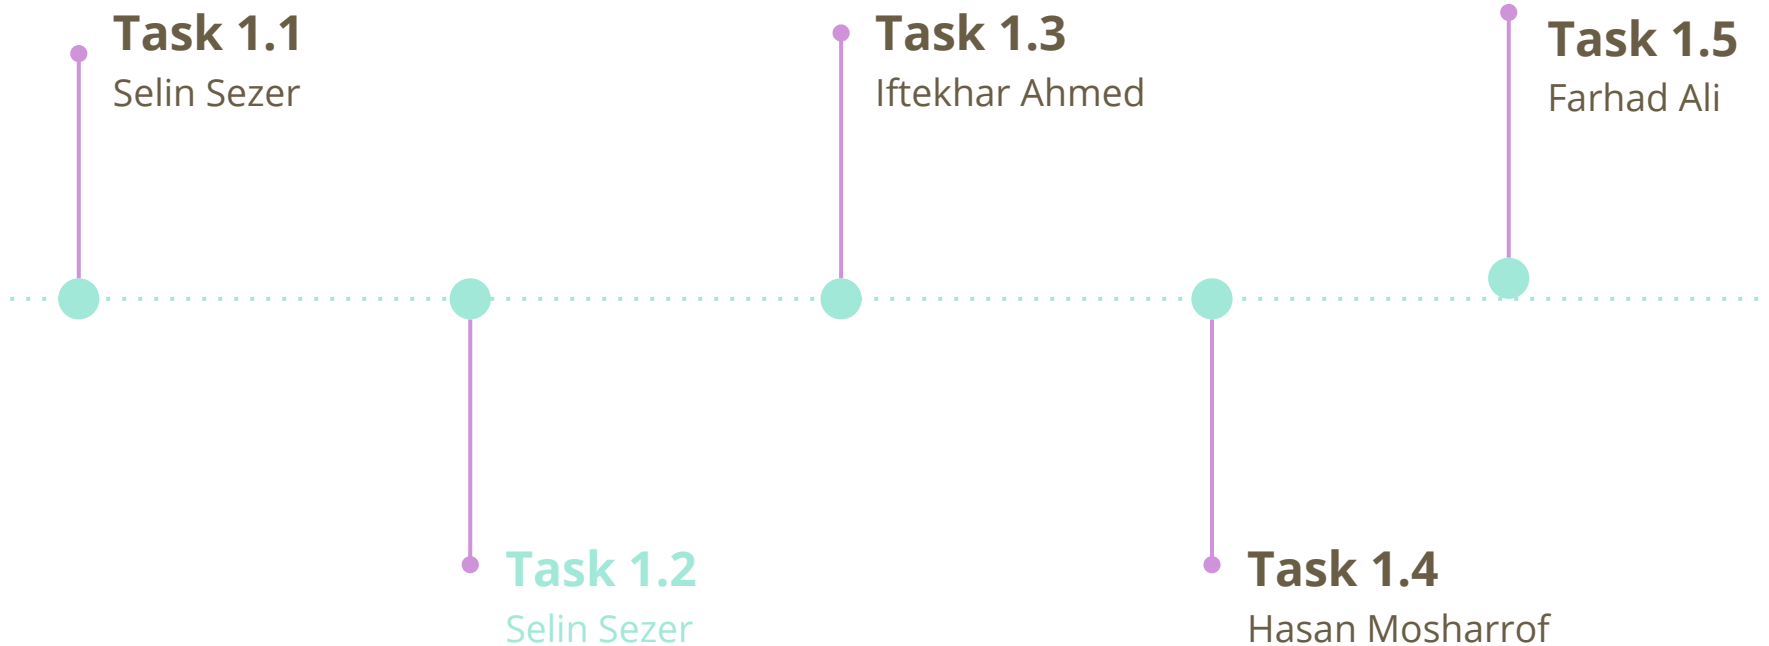 Task 1.1
Selin Sezer
Task 1.2
Selin Sezer
Task 1.3
Iftekhar Ahmed
Task 1.4
Hasan Mosharrof
Task 1.5
Farhad Ali